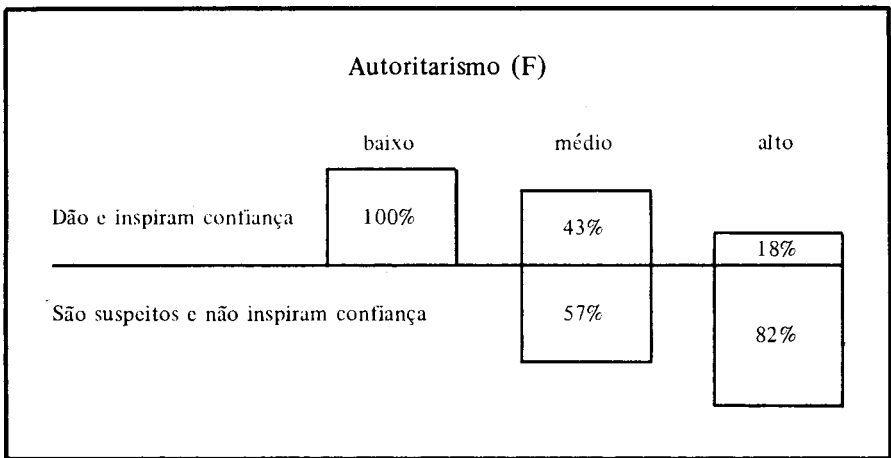 Autoritarismo (F)
baixo médio alto
Dão e inspiram confiança 100% 43% 18%
São suspeitos e não inspiram confiança 57% 82%